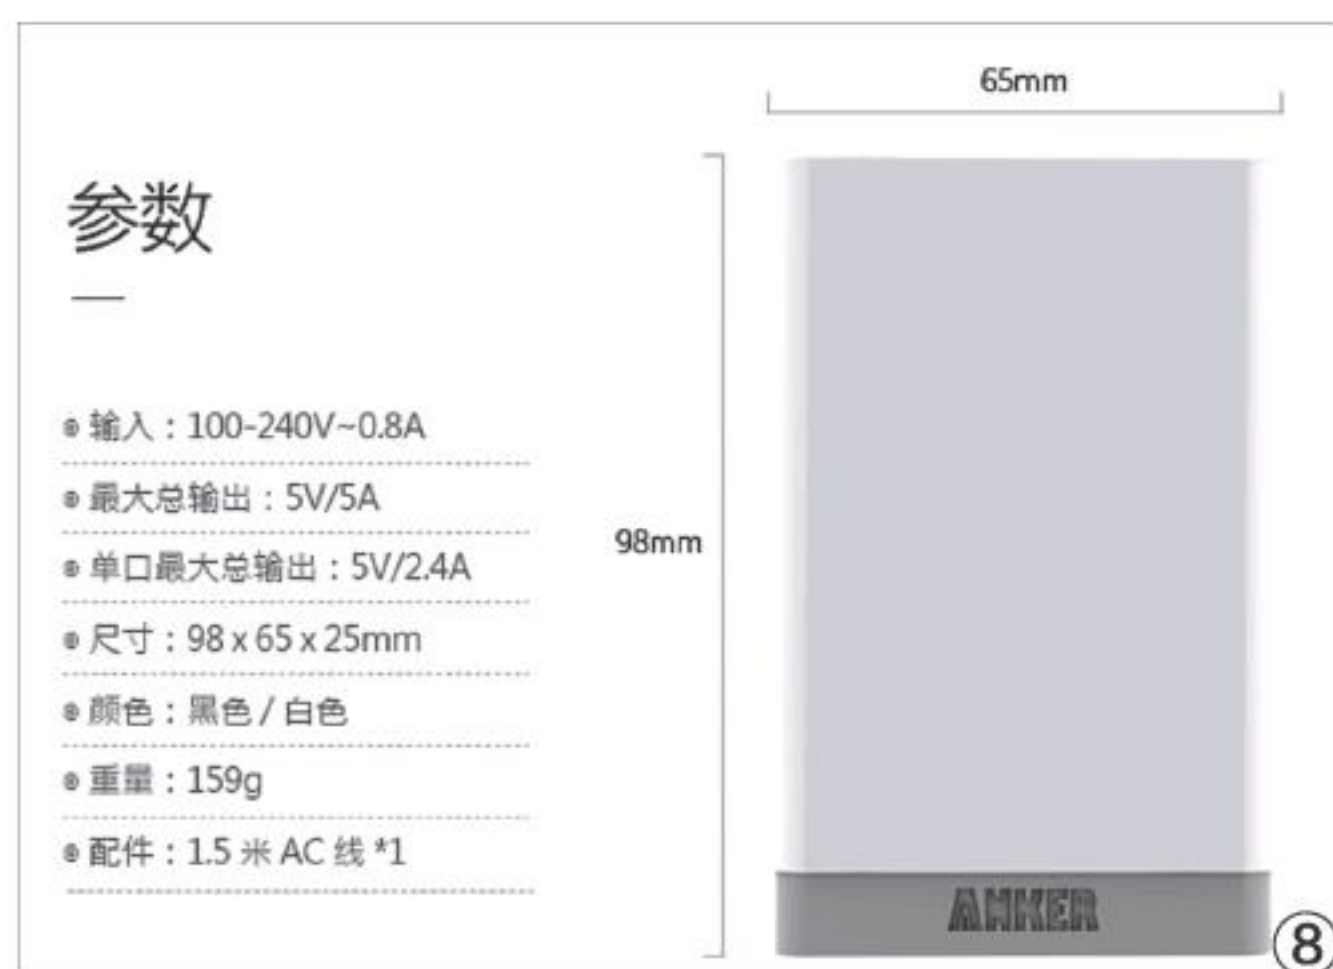 65mm
参数
输入：100-240V~0.8A
最大总输出：5V/5A
单口最大总输出：5V/2.4A
98mm
尺寸：98 x 65 x 25mm
颜色：黑色 / 白色
重量：159g
配件：1.5 米 AC 线 *1
ANKER
⑧